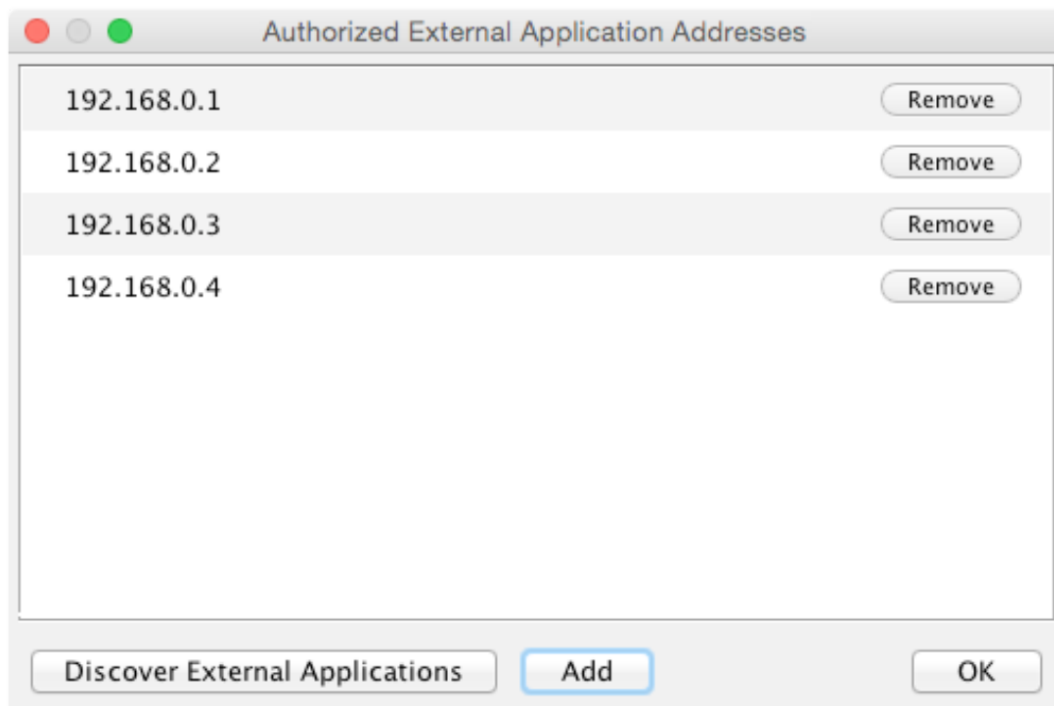 Authorized External Application Addresses
192.168.0.1 Remove
192.168.0.2 Remove
192.168.0.3 Remove
192.168.0.4 Remove
Discover External Applications Add OK